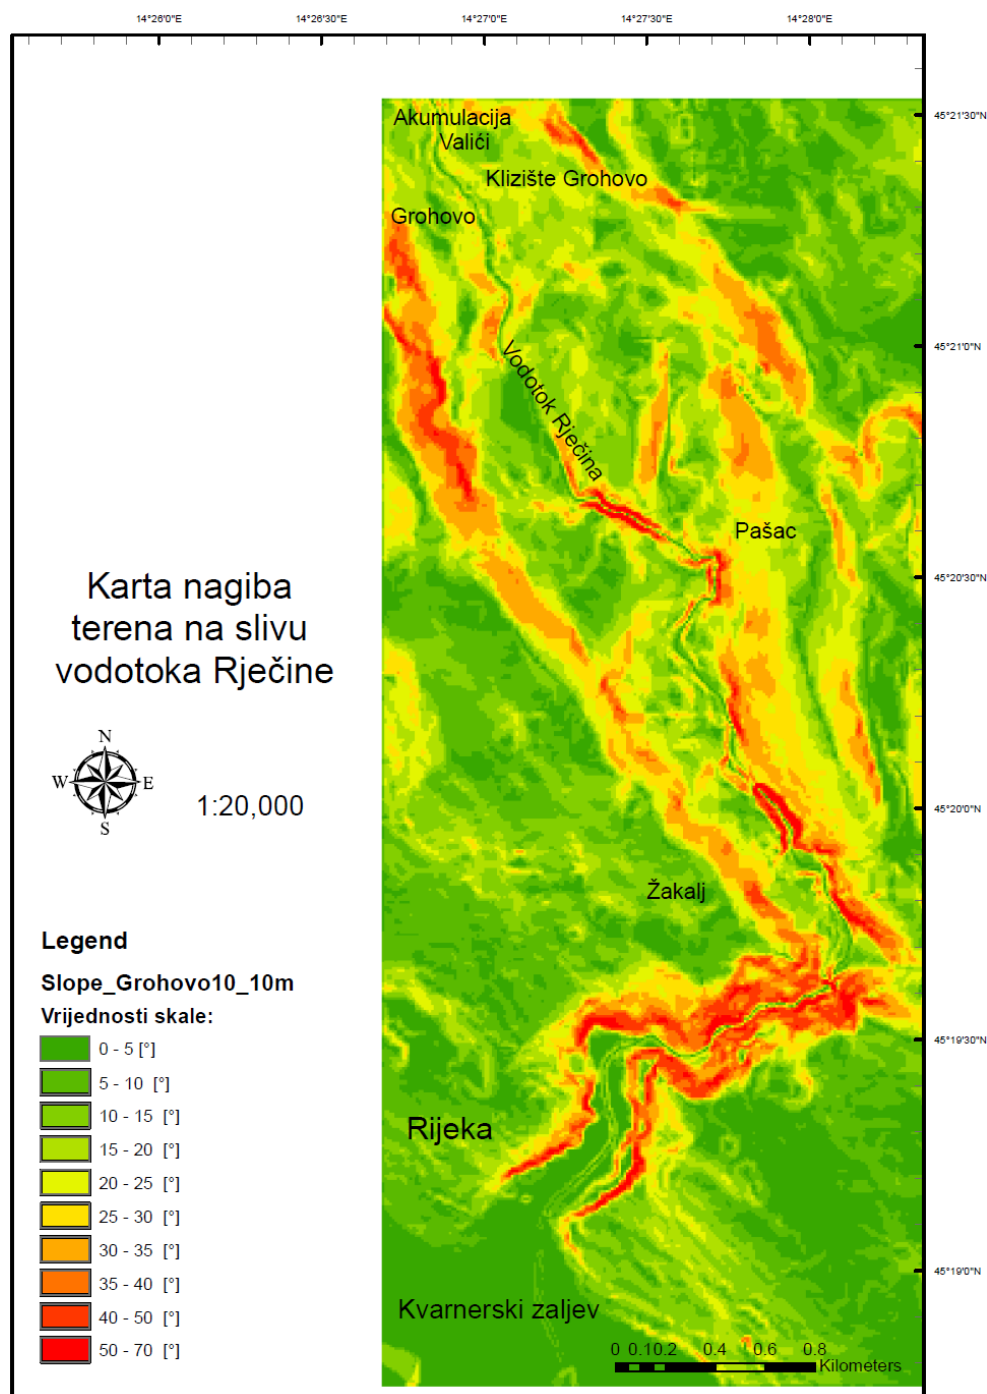 14°26'0"E 14°26'30"E 14°27'0"E 14°27'30"E 14°28'0"E
45°21'30"N
45°21'0"N
45°20'30"N
45°20'0"N
45°19'30"N
45°19'0"N
Akumulacija
Valići
Klizište Grohovo
Grohovo
Vodotok Rječina
Pašac
Žakalj
Rijeka
Kvarnerski zaljev
Karta nagiba
terena na slivu
vodotoka Rječine
N
W E
S
1:20,000
Legend
Slope_Grohovo10_10m
Vrijednosti skale:
0 - 5 [°]
5 - 10 [°]
10 - 15 [°]
15 - 20 [°]
20 - 25 [°]
25 - 30 [°]
30 - 35 [°]
35 - 40 [°]
40 - 50 [°]
50 - 70 [°]
0 0.10.2 0.4 0.6 0.8
Kilometers